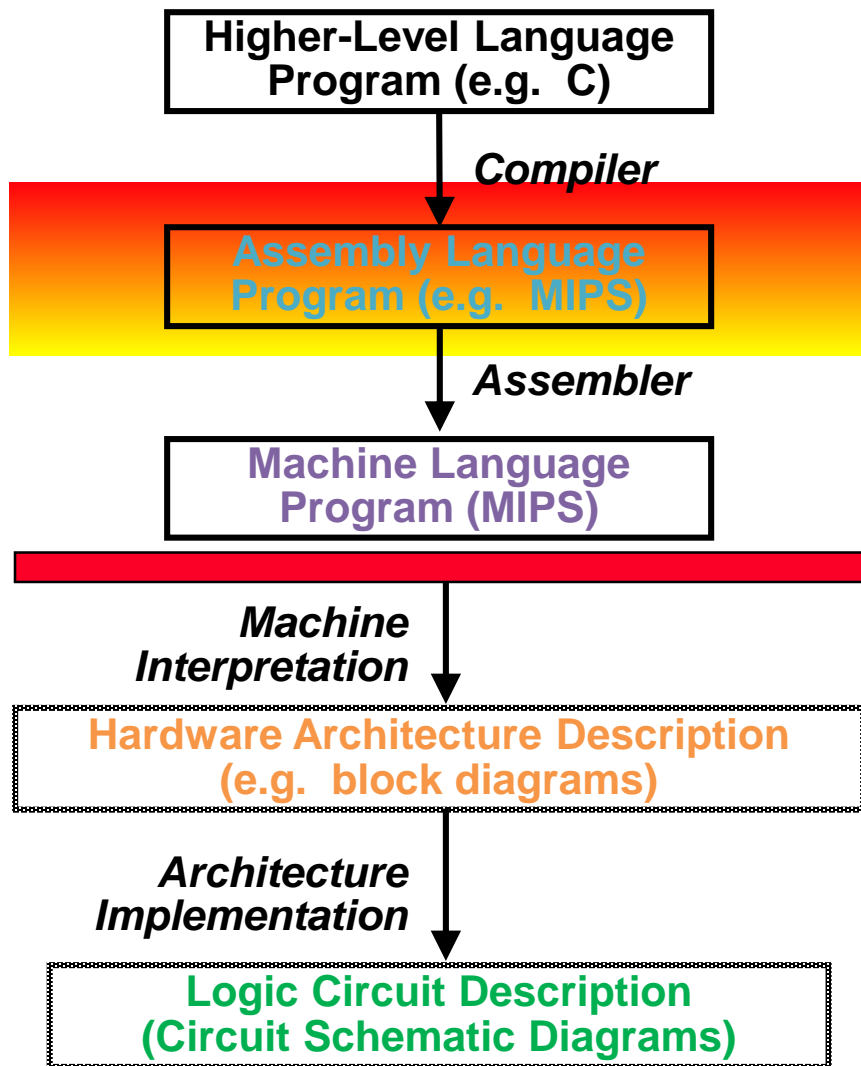 Higher-Level Language
Program (e.g. C)
Compiler
Assembly Language
Program (e.g. MIPS)
Assembler
Machine Language
Program (MIPS)
Machine
Interpretation
Hardware Architecture Description
(e.g. block diagrams)
Architecture
Implementation
Logic Circuit Description
(Circuit Schematic Diagrams)